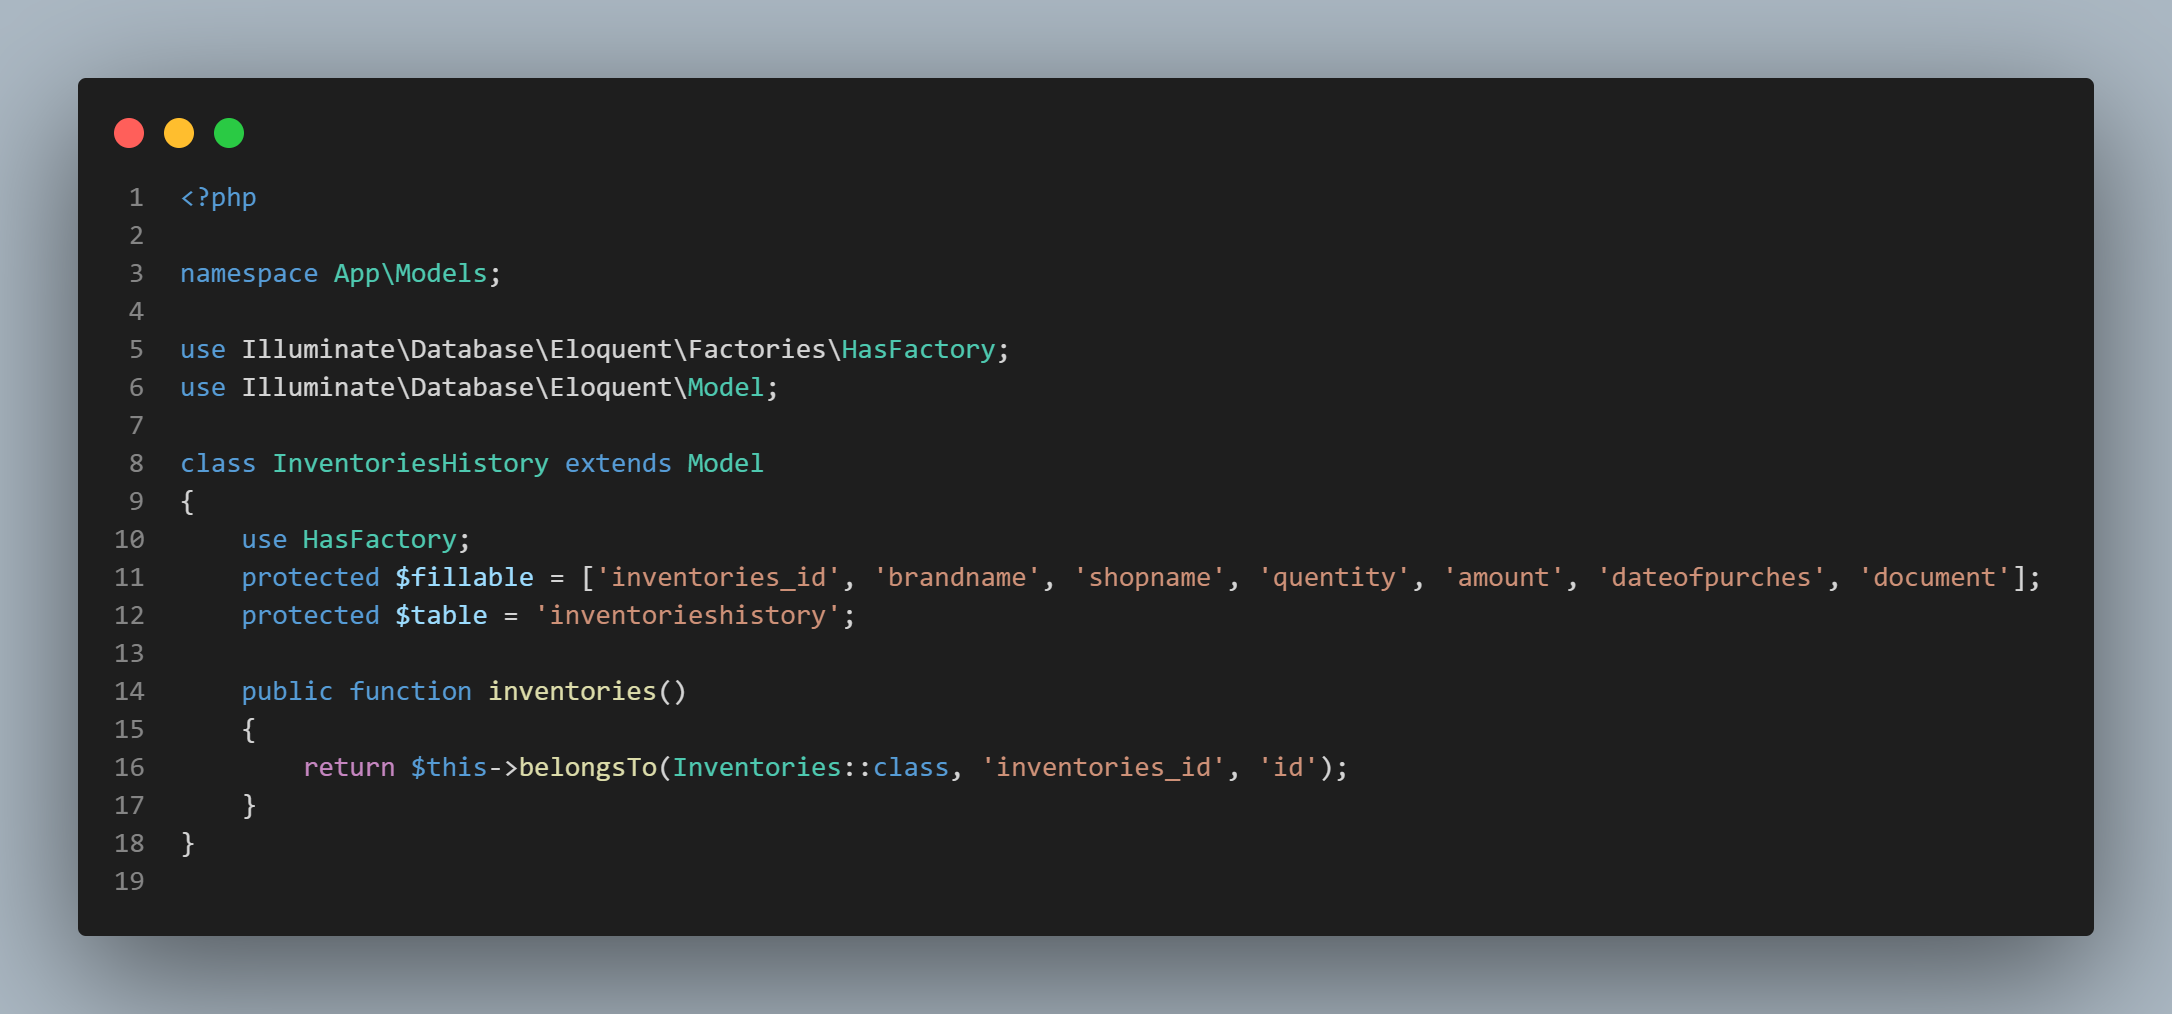 1 <?php
2
3 namespace App\Models;
4
5 use Illuminate\Database\Eloquent\Factories\HasFactory;
6 use Illuminate\Database\Eloquent\Model;
7
8 class InventoriesHistory extends Model
9 {
10     use HasFactory;
11     protected $fillable = ['inventories_id', 'brandname', 'shopname', 'quentity', 'amount', 'dateofpurches', 'document'];
12     protected $table = 'inventorieshistory';
13
14     public function inventories()
15     {
16         return $this->belongsTo(Inventories::class, 'inventories_id', 'id');
17     }
18 }
19